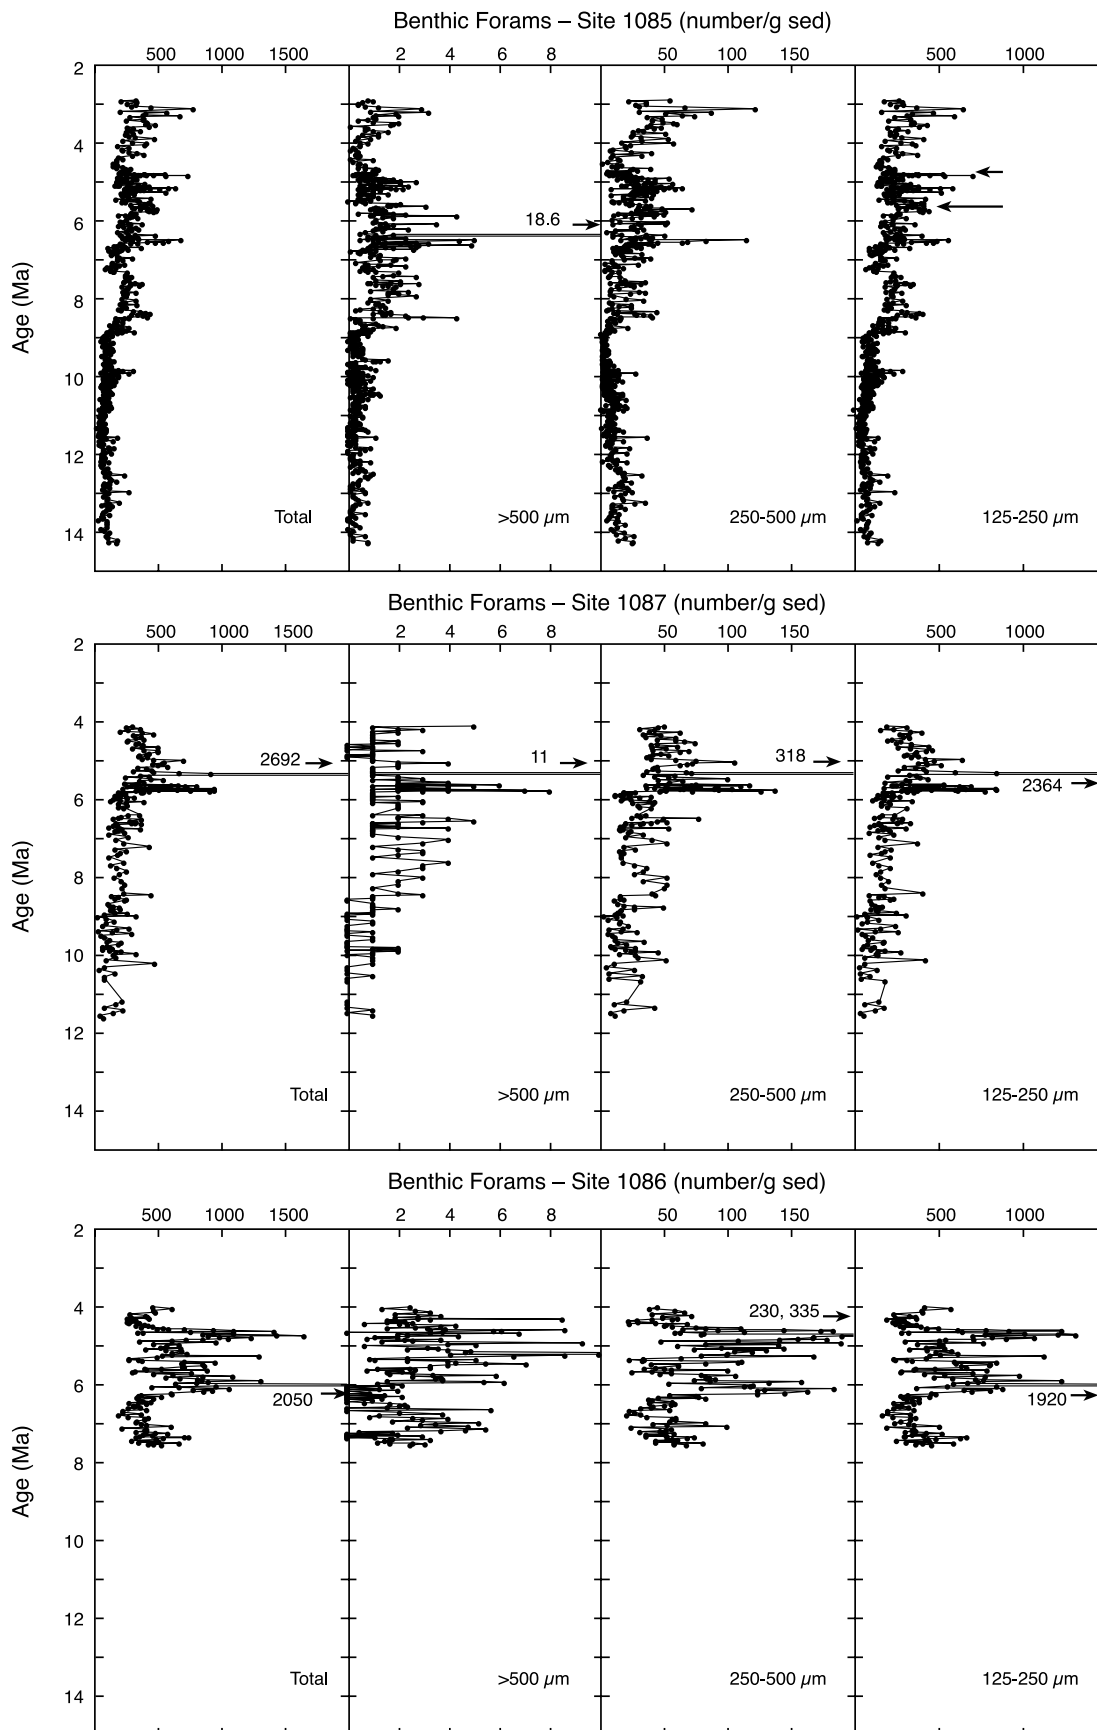 Benthic Forams – Site 1085 (number/g sed)
500 1000 1500 2 4 6 8 50 100 150 500 1000
2
4
6
8
10
12
14
Age (Ma)
18.6
Total >500 µm 250-500 µm 125-250 µm
Benthic Forams – Site 1087 (number/g sed)
500 1000 1500 2 4 6 8 50 100 150 500 1000
2
4
6
8
10
12
14
Age (Ma)
2692 11 318 2364
Total >500 µm 250-500 µm 125-250 µm
Benthic Forams – Site 1086 (number/g sed)
500 1000 1500 2 4 6 8 50 100 150 500 1000
2
4
6
8
10
12
14
Age (Ma)
230, 335
2050 1920
Total >500 µm 250-500 µm 125-250 µm